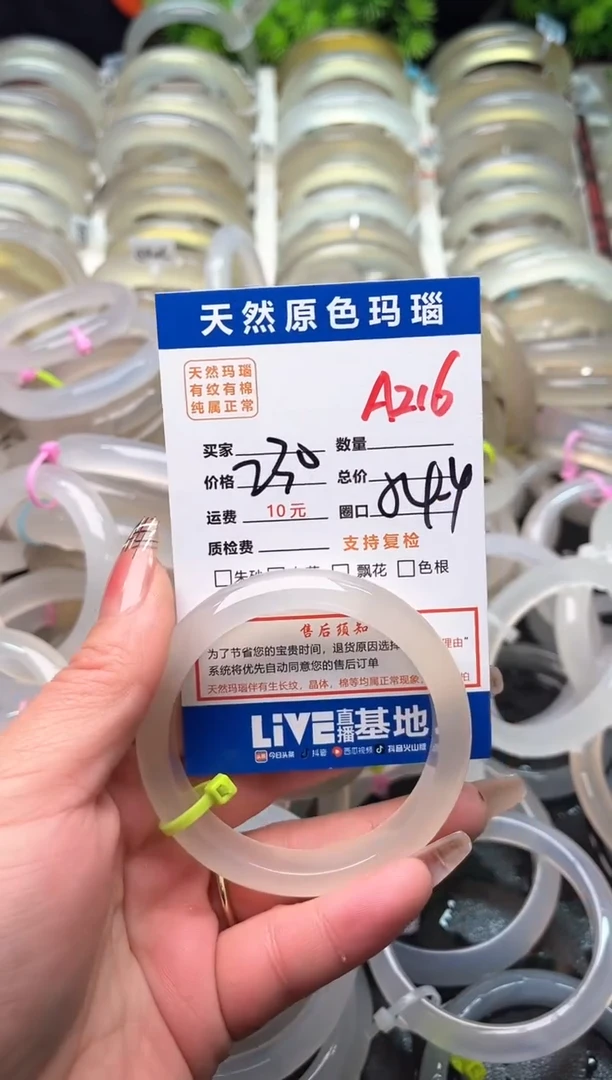 天然原色玛瑙
天然玛瑙
有纹有棉
纯属正常
A216
买家
数量
价格 230
总价
运费 10元
圈口
质检费
支持复检
飘花 色根
售后须知
为了节省您的宝贵时间，退货原因选择 理由"
系统将优先自动同意您的售后订单
天然玛瑙伴有生长纹，晶体，棉等均属正常现象
LiVE直播基地
今日头条 抖音 西瓜视频 抖音火山版